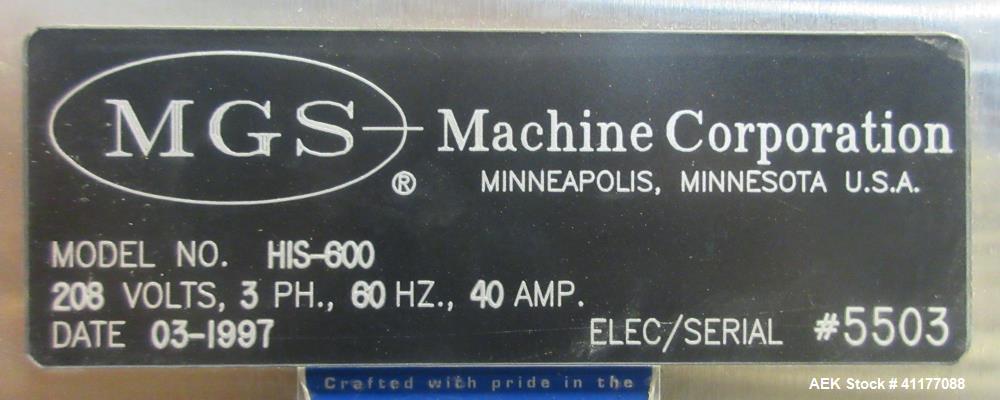 MGS Machine Corporation
®
MINNEAPOLIS, MINNESOTA U.S.A.
MODEL NO. HIS-600
208 VOLTS, 3 PH., 60 HZ., 40 AMP.
DATE 03-1997 ELEC/SERIAL #5503
Crafted with pride in the
AEK Stock # 41177088